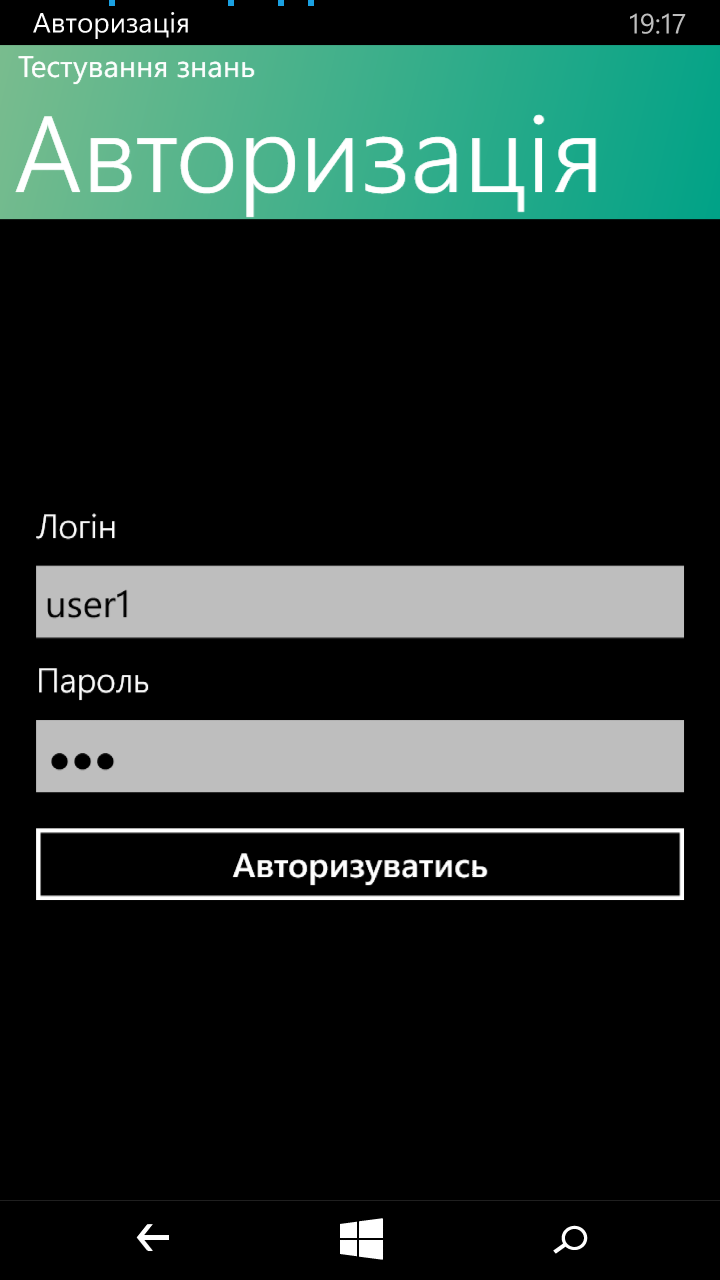 Авторизація 19:17
Тестування знань
Авторизація
Логін
user1
Пароль
●●●
Авторизуватись